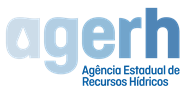 agerh
Agência Estadual de
Recursos Hídricos